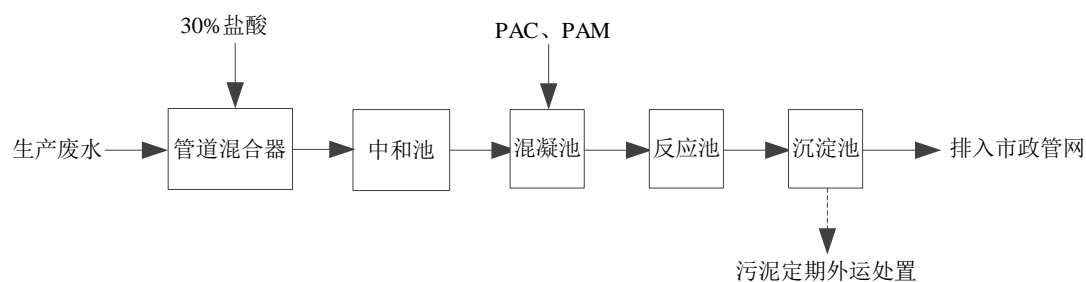 30%盐酸
PAC、PAM
生产废水
管道混合器
中和池
混凝池
反应池
沉淀池
排入市政管网
污泥定期外运处置